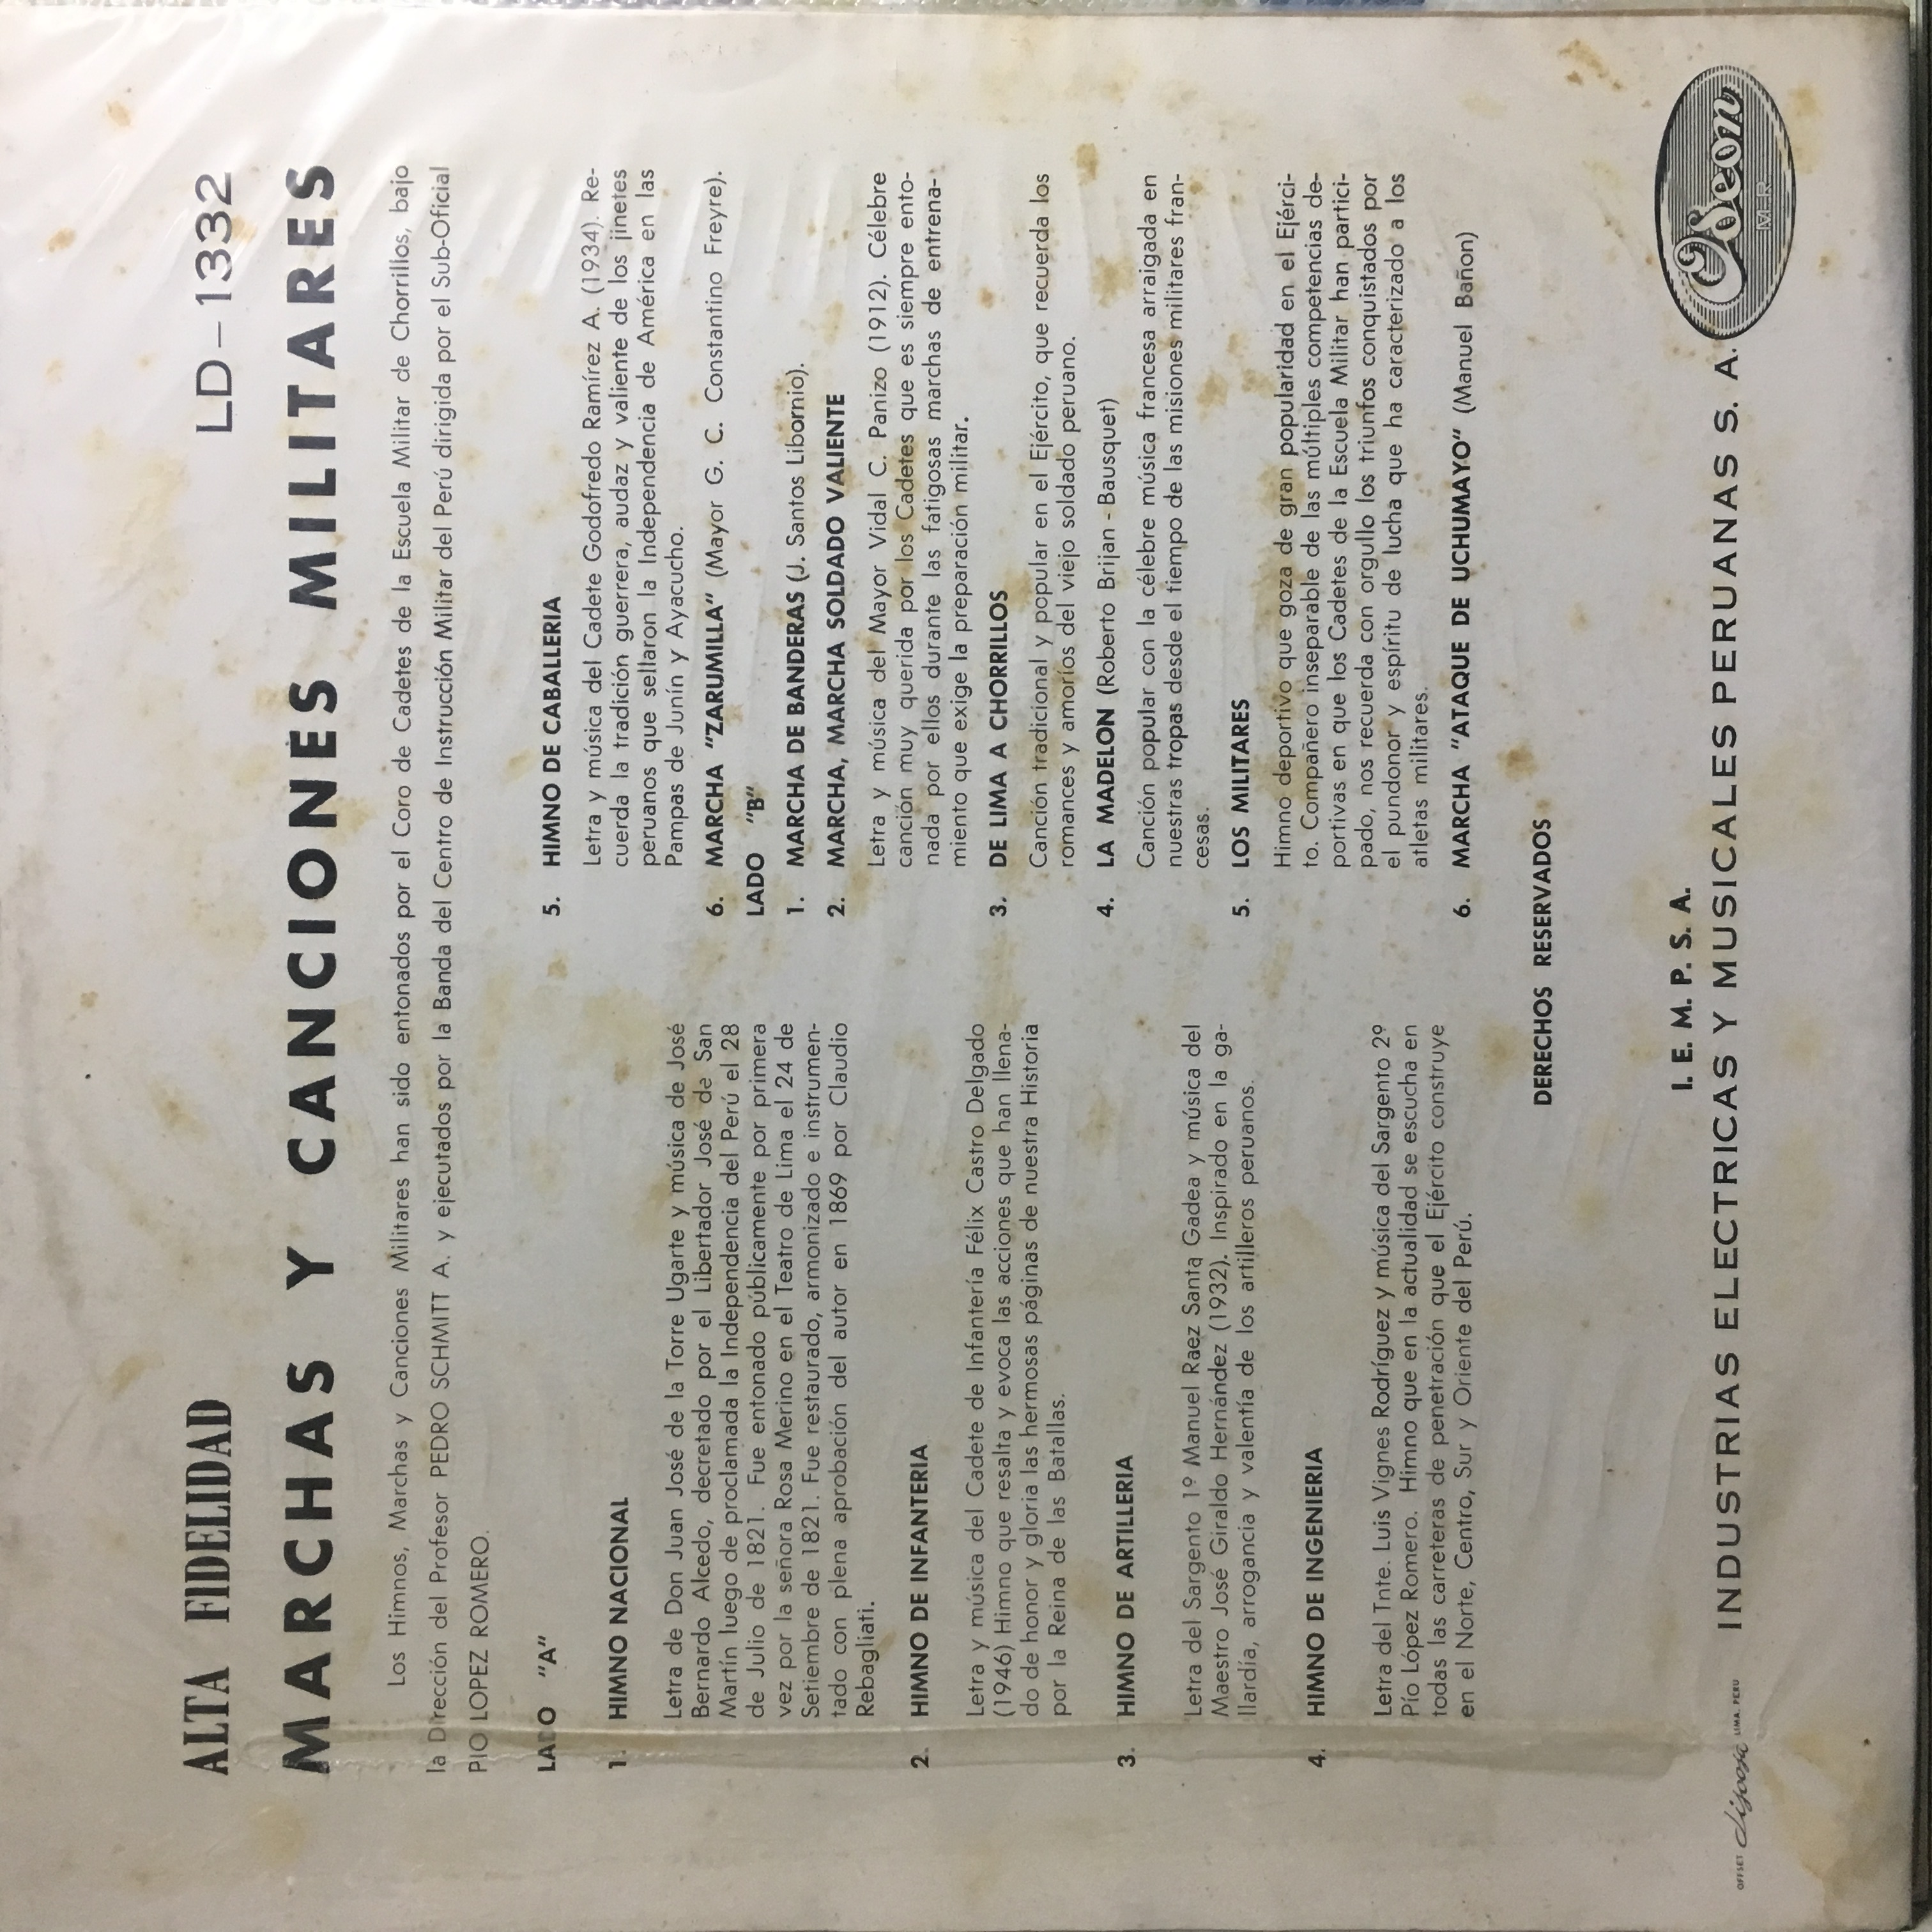 ALTA FIDELIDAD
LD-1332
MARCHAS Y CANCIONES MILITARES
Los Himnos, Marchas y Canciones Militares han sido entonados por el Coro de Cadetes de la Escuela Militar de Chorrillos, bajo
la Dirección del Profesor PEDRO SCHMITT A. y ejecutados por la Banda del Centro de Instrucción Militar del Perú dirigida por el Sub-Oficial
PIO LOPEZ ROMERO.
LADO "A"
1. HIMNO NACIONAL
Letra de Don Juan José de la Torre Ugarte y música de José
Bernardo Alcedo, decretado por el Libertador José de San
Martín luego de proclamada la Independencia del Perú el 28
de Julio de 1821. Fue entonado públicamente por primera
vez por la señora Rosa Merino en el Teatro de Lima el 24 de
Setiembre de 1821. Fue restaurado, armonizado e instrumen-
tado con plena aprobación del autor en 1869 por Claudio
Rebagliati.
2. HIMNO DE INFANTERIA
Letra y música del Cadete de Infantería Félix Castro Delgado
(1946) Himno que resalta y evoca las acciones que han llena-
do de honor y gloria las hermosas páginas de nuestra Historia
por la Reina de las Batallas.
3. HIMNO DE ARTILLERIA
Letra del Sargento 1º Manuel Raez Santa Gadea y música del
Maestro José Giraldo Hernández (1932). Inspirado en la ga-
llardía, arrogancia y valentía de los artilleros peruanos.
4. HIMNO DE INGENIERIA
Letra del Tnte. Luis Vignes Rodríguez y música del Sargento 2º
Pío López Romero. Himno que en la actualidad se escucha en
todas las carreteras de penetración que el Ejército construye
en el Norte, Centro, Sur y Oriente del Perú.
5. HIMNO DE CABALLERIA
Letra y música del Cadete Godofredo Ramírez A. (1934). Re-
cuerda la tradición guerrera, audaz y valiente de los jinetes
peruanos que sellaron la Independencia de América en las
Pampas de Junín y Ayacucho.
6. MARCHA "ZARUMILLA" (Mayor G. C. Constantino Freyre).
LADO "B"
1. MARCHA DE BANDERAS (J. Santos Libornio).
2. MARCHA, MARCHA SOLDADO VALIENTE
Letra y música del Mayor Vidal C. Panizo (1912). Célebre
canción muy querida por los Cadetes que es siempre ento-
nada por ellos durante las fatigosas marchas de entrena-
miento que exige la preparación militar.
3. DE LIMA A CHORRILLOS
Canción tradicional y popular en el Ejército, que recuerda los
romances y amoríos del viejo soldado peruano.
4. LA MADELON (Roberto Brijan - Bausquet)
Canción popular con la célebre música francesa arraigada en
nuestras tropas desde el tiempo de las misiones militares fran-
cesas.
5. LOS MILITARES
Himno deportivo que goza de gran popularidad en el Ejérci-
to. Compañero inseparable de las múltiples competencias de-
portivas en que los Cadetes de la Escuela Militar han partici-
pado, nos recuerda con orgullo los triunfos conquistados por
el pundonor y espíritu de lucha que ha caracterizado a los
atletas militares.
6. MARCHA "ATAQUE DE UCHUMAYO" (Manuel Bañon)
DERECHOS RESERVADOS
I. E. M. P. S. A.
INDUSTRIAS ELECTRICAS Y MUSICALES PERUANAS S. A.
Odeon
M.R.
OFFSET
LIMA-PERU